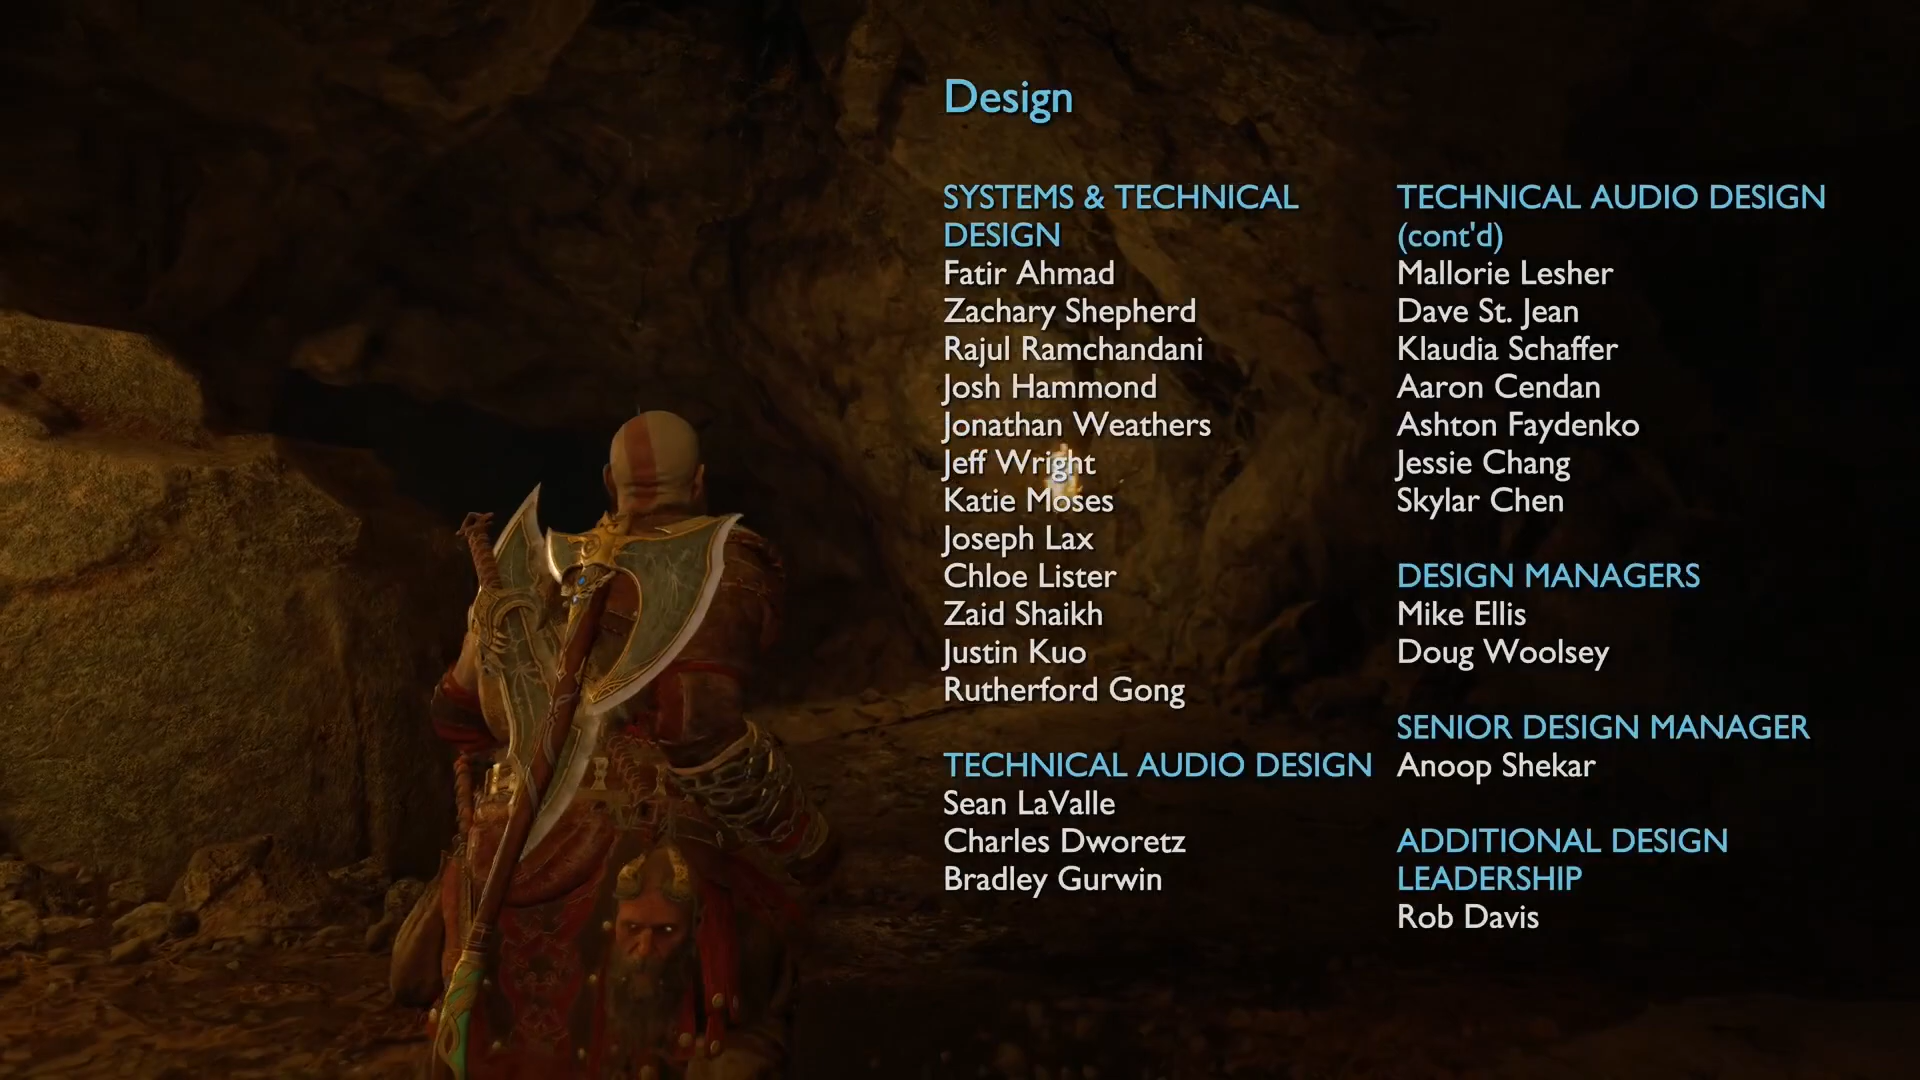 Design
SYSTEMS & TECHNICAL
DESIGN
Fatir Ahmad
Zachary Shepherd
Rajul Ramchandani
Josh Hammond
Jonathan Weathers
Jeff Wright
Katie Moses
Joseph Lax
Chloe Lister
Zaid Shaikh
Justin Kuo
Rutherford Gong
TECHNICAL AUDIO DESIGN
Sean LaValle
Charles Dworetz
Bradley Gurwin
TECHNICAL AUDIO DESIGN
(cont'd)
Mallorie Lesher
Dave St. Jean
Klaudia Schaffer
Aaron Cendan
Ashton Faydenko
Jessie Chang
Skylar Chen
DESIGN MANAGERS
Mike Ellis
Doug Woolsey
SENIOR DESIGN MANAGER
Anoop Shekar
ADDITIONAL DESIGN
LEADERSHIP
Rob Davis